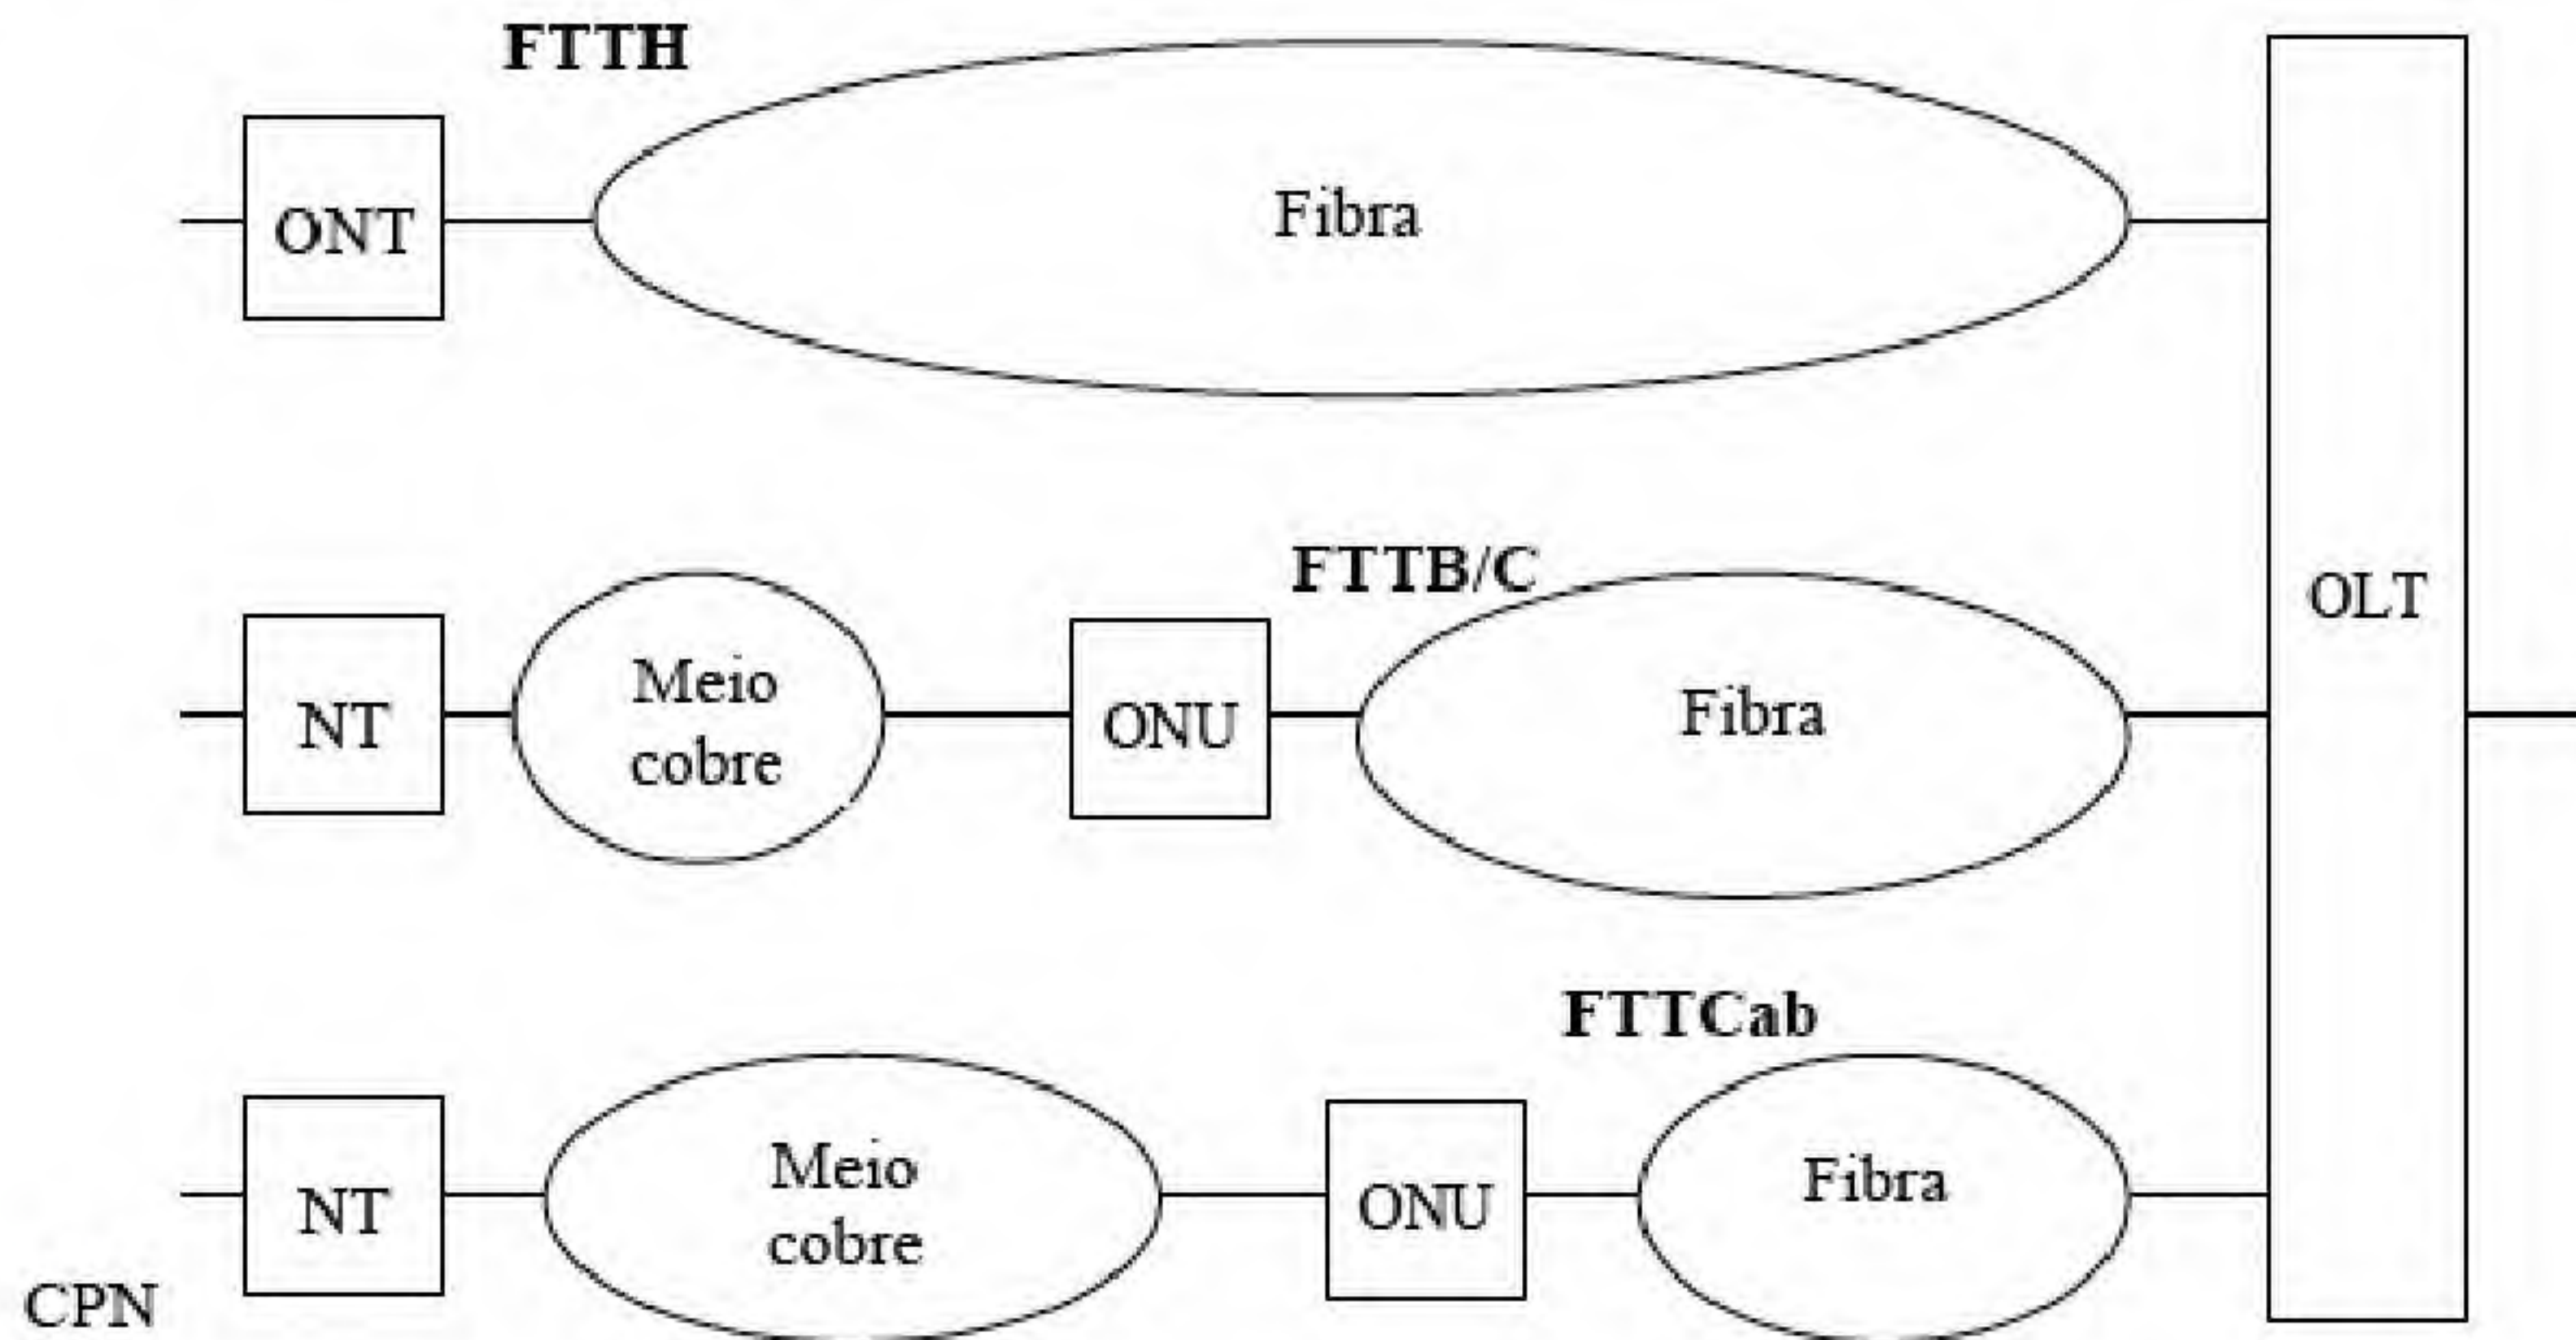 FTTH
ONT
Fibra
OLT
FTTB/C
NT
Meio
cobre
ONU
Fibra
FTTCab
NT
Meio
cobre
ONU
Fibra
CPN